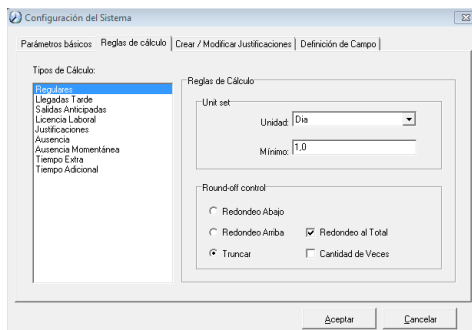 Configuración del Sistema
Parámetros básicos
Reglas de cálculo
Crear / Modificar Justificaciones
Definición de Campo
Tipos de Cálculo:
Regulares
Llegadas Tarde
Salidas Anticipadas
Licencia Laboral
Justificaciones
Ausencia
Ausencia Momentánea
Tiempo Extra
Tiempo Adicional
Reglas de Cálculo
Unit set
Unidad: Dia
Mínimo: 1,0
Round-off control
Redondeo Abajo
Redondeo Arriba
Redondeo al Total
Truncar
Cantidad de Veces
Aceptar
Cancelar